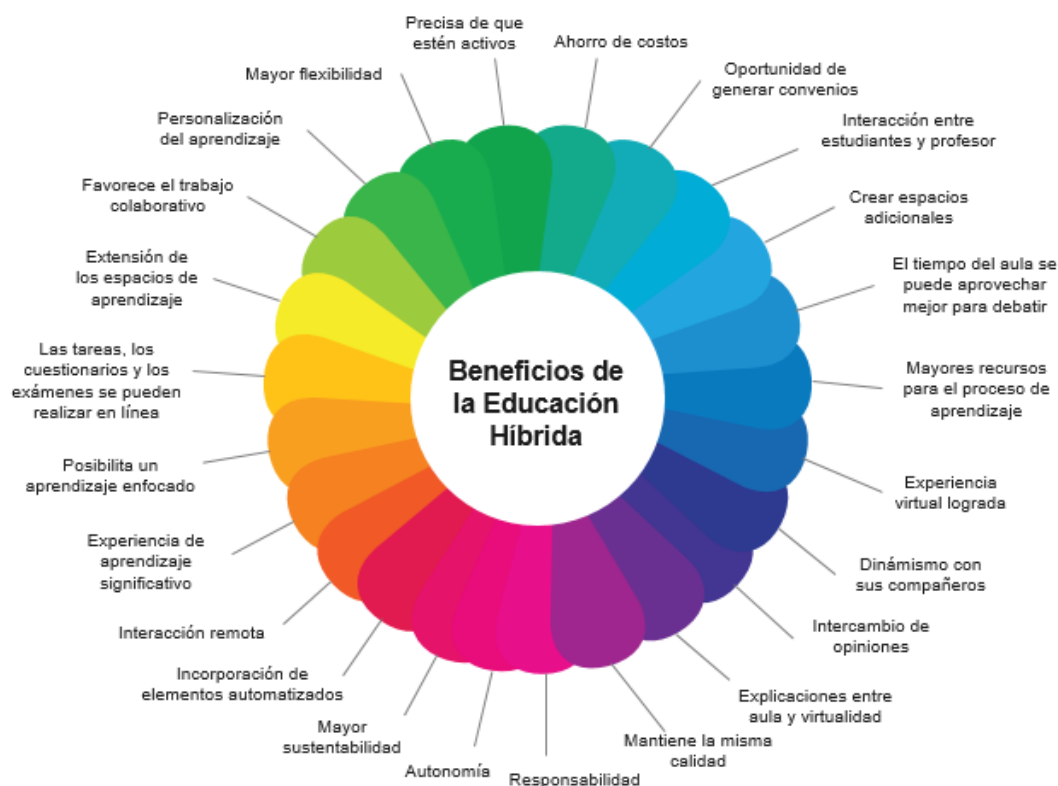 Precisa de que
estén activos
Ahorro de costos
Oportunidad de
generar convenios
Interacción entre
estudiantes y profesor
Crear espacios
adicionales
El tiempo del aula se
puede aprovechar
mejor para debatir
Mayores recursos
para el proceso de
aprendizaje
Experiencia
virtual lograda
Dinámismo con
sus compañeros
Intercambio de
opiniones
Explicaciones entre
aula y virtualidad
Mantiene la misma
calidad
Responsabilidad
Autonomía
Mayor
sustentabilidad
Incorporación de
elementos automatizados
Interacción remota
Experiencia de
aprendizaje
significativo
Posibilita un
aprendizaje enfocado
Las tareas, los
cuestionarios y los
exámenes se pueden
realizar en línea
Extensión de
los espacios de
aprendizaje
Favorece el trabajo
colaborativo
Personalización
del aprendizaje
Mayor flexibilidad
Beneficios de
la Educación
Híbrida